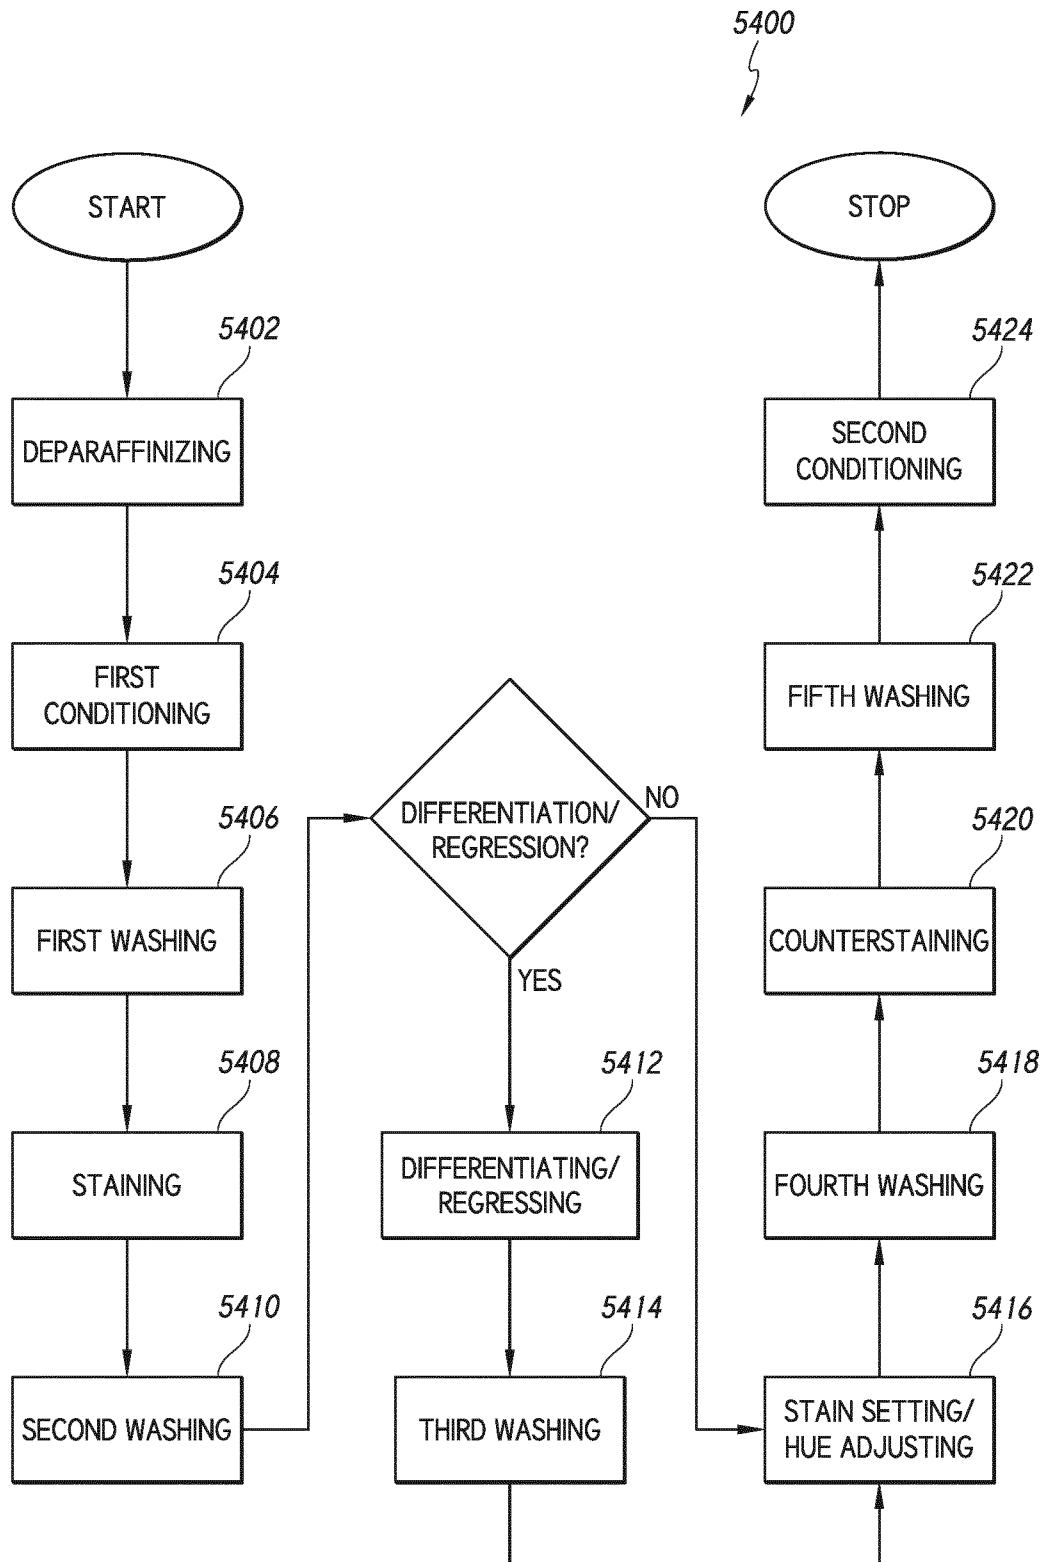 5400
START
5402
DEPARAFFINIZING
5404
FIRST
CONDITIONING
5406
FIRST WASHING
5408
STAINING
5410
SECOND WASHING
DIFFERENTIATION/
REGRESSION?
NO
YES
5412
DIFFERENTIATING/
REGRESSING
5414
THIRD WASHING
5416
STAIN SETTING/
HUE ADJUSTING
5418
FOURTH WASHING
5420
COUNTERSTAINING
5422
FIFTH WASHING
5424
SECOND
CONDITIONING
STOP